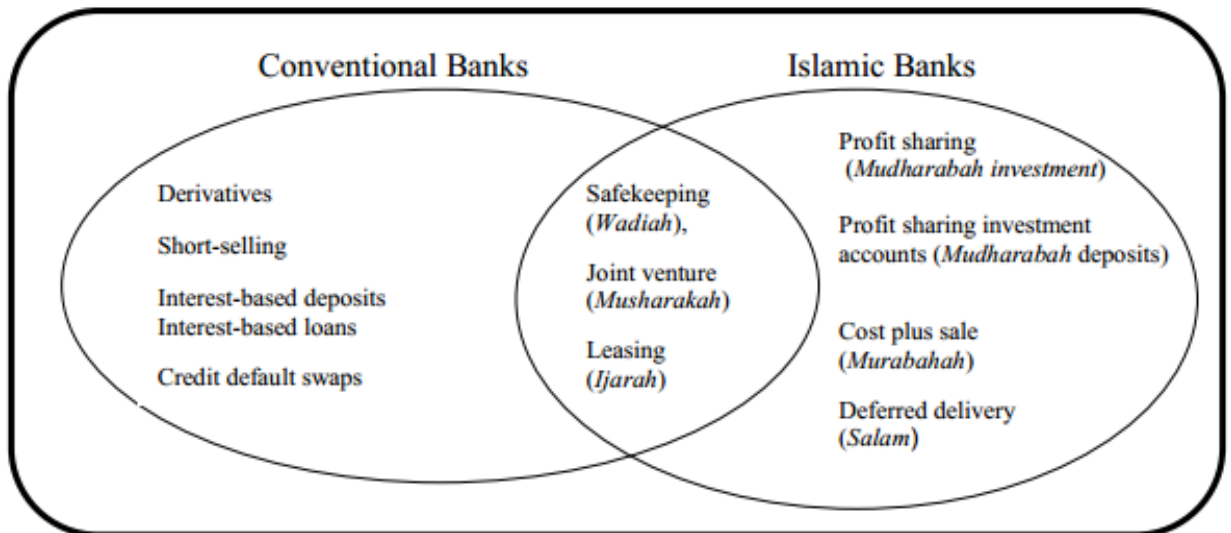 Conventional Banks
Islamic Banks
Derivatives
Short-selling
Interest-based deposits
Interest-based loans
Credit default swaps
Safekeeping
(Wadiah),
Joint venture
(Musharakah)
Leasing
(Ijarah)
Profit sharing
(Mudharabah investment)
Profit sharing investment
accounts (Mudharabah deposits)
Cost plus sale
(Murabahah)
Deferred delivery
(Salam)